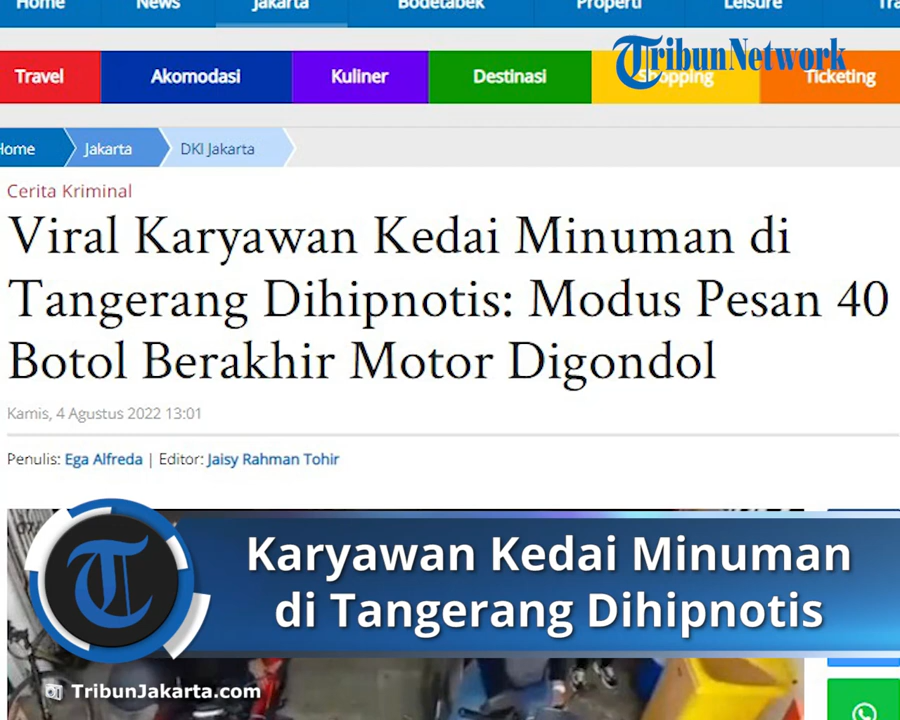 Home News Jakarta Bodetabek Properti Leisure
Travel Akomodasi Kuliner Destinasi Shopping Ticketing
TribunNetwork
Home Jakarta DKI Jakarta
Cerita Kriminal
Viral Karyawan Kedai Minuman di
Tangerang Dihipnotis: Modus Pesan 40
Botol Berakhir Motor Digondol
Kamis, 4 Agustus 2022 13:01
Penulis: Ega Alfreda | Editor: Jaisy Rahman Tohir
Karyawan Kedai Minuman
di Tangerang Dihipnotis
T
TribunJakarta.com